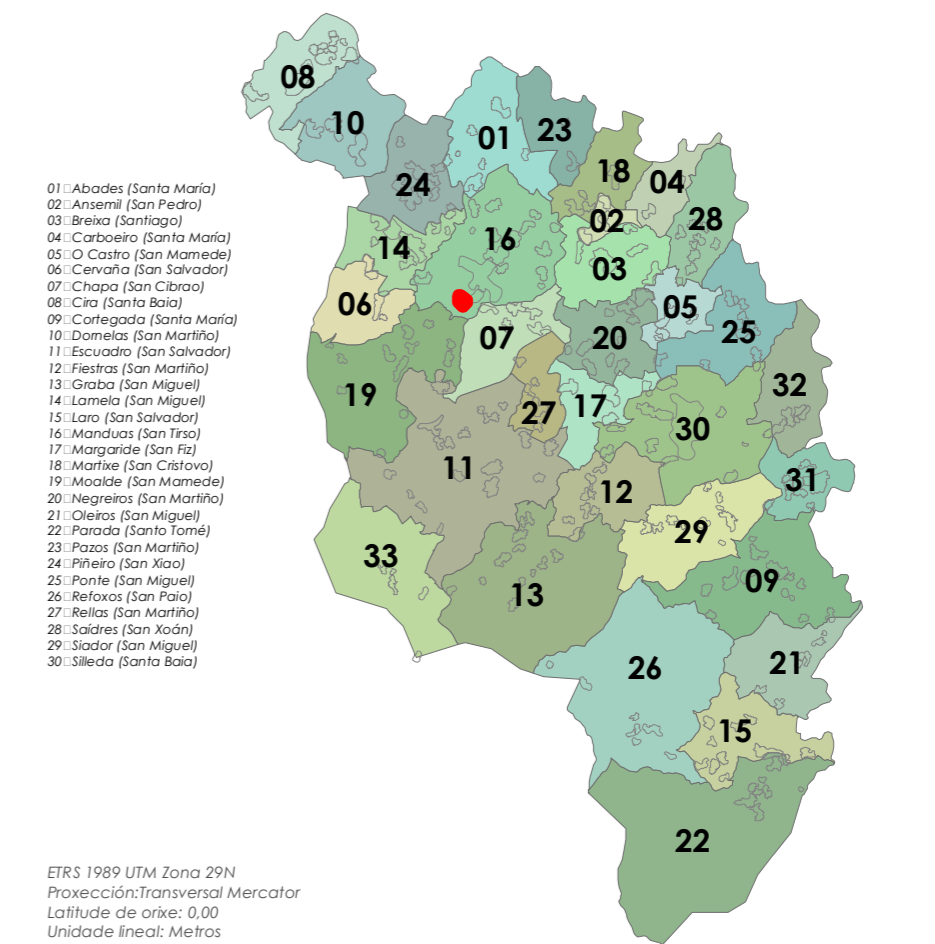 08
10
01
23
24
18
04
02
28
16
14
03
06
05
25
07
20
19
27
17
30
32
11
12
31
29
33
13
09
26
21
15
22
01 Abades (Santa María)
02 Ansemil (San Pedro)
03 Breixa (Santiago)
04 Carboeiro (Santa María)
05 O Castro (San Mamede)
06 Cervaña (San Salvador)
07 Chapa (San Cibrao)
08 Cira (Santa Baia)
09 Cortegada (Santa María)
10 Dornelas (San Martiño)
11 Escuadro (San Salvador)
12 Fiestras (San Martiño)
13 Graba (San Miguel)
14 Lamela (San Miguel)
15 Laro (San Salvador)
16 Manduas (San Tirso)
17 Margaride (San Fiz)
18 Martixe (San Cristovo)
19 Moalde (San Mamede)
20 Negreiros (San Martiño)
21 Oleiros (San Miguel)
22 Parada (Santo Tomé)
23 Pazos (San Martiño)
24 Piñeiro (San Xiao)
25 Ponte (San Miguel)
26 Refoxos (San Paio)
27 Rellas (San Martiño)
28 Saídres (San Xoán)
29 Siador (San Miguel)
30 Silleda (Santa Baia)
ETRS 1989 UTM Zona 29N
Proxección:Transversal Mercator
Latitude de orixe: 0,00
Unidade lineal: Metros